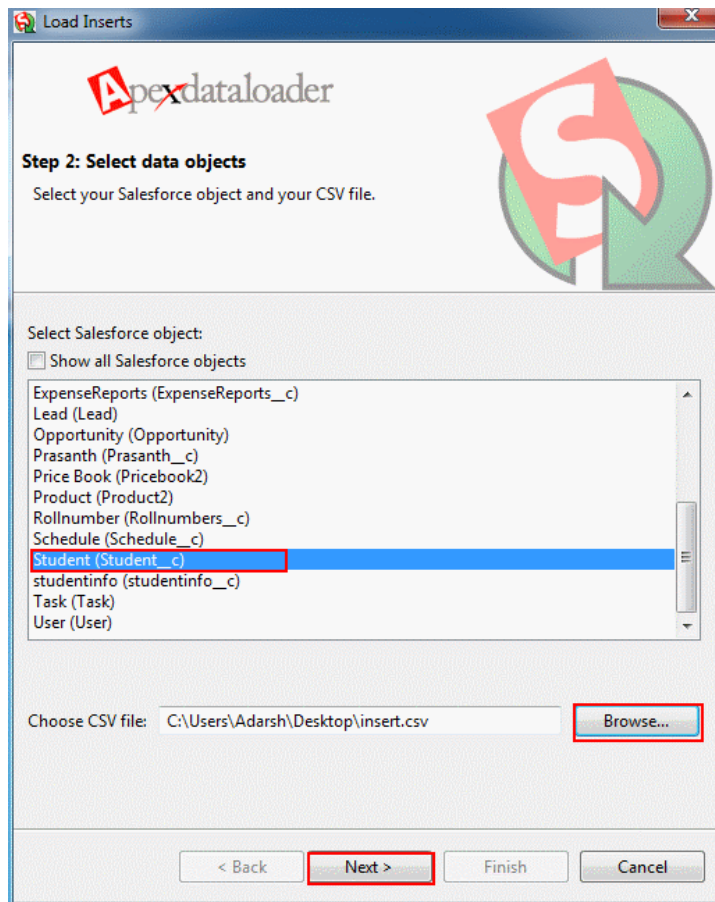 Load Inserts
x
Apexdataloader
Step 2: Select data objects
Select your Salesforce object and your CSV file.
Select Salesforce object:
Show all Salesforce objects
ExpenseReports (ExpenseReports__c)
Lead (Lead)
Opportunity (Opportunity)
Prasanth (Prasanth__c)
Price Book (Pricebook2)
Product (Product2)
Rollnumber (Rollnumbers__c)
Schedule (Schedule__c)
Student (Student__c)
studentinfo (studentinfo__c)
Task (Task)
User (User)
Choose CSV file: C:\Users\Adarsh\Desktop\insert.csv Browse...
< Back Next > Finish Cancel